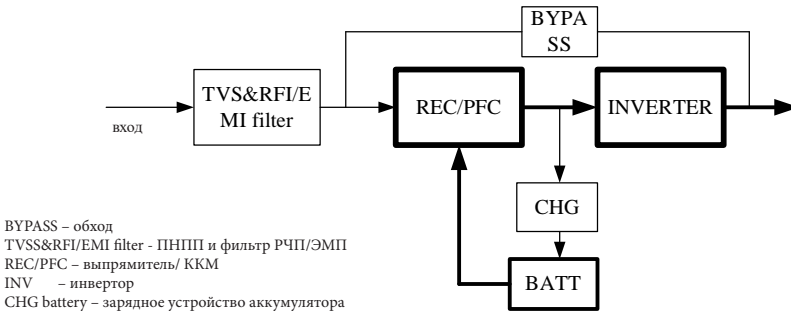 BYPA
SS
TVS&RFI/E
MI filter
REC/PFC
INVERTER
вход
CHG
BATT
BYPASS – обход
TVSS&RFI/EMI filter - ПНПП и фильтр РЧП/ЭМП
REC/PFC – выпрямитель/ ККМ
INV – инвертор
CHG battery – зарядное устройство аккумулятора